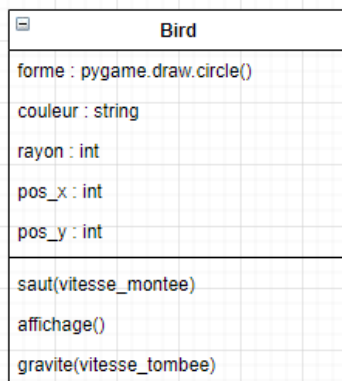 Bird
forme : pygame.draw.circle()
couleur : string
rayon : int
pos_x : int
pos_y : int
saut(vitesse_montee)
affichage()
gravite(vitesse_tombee)